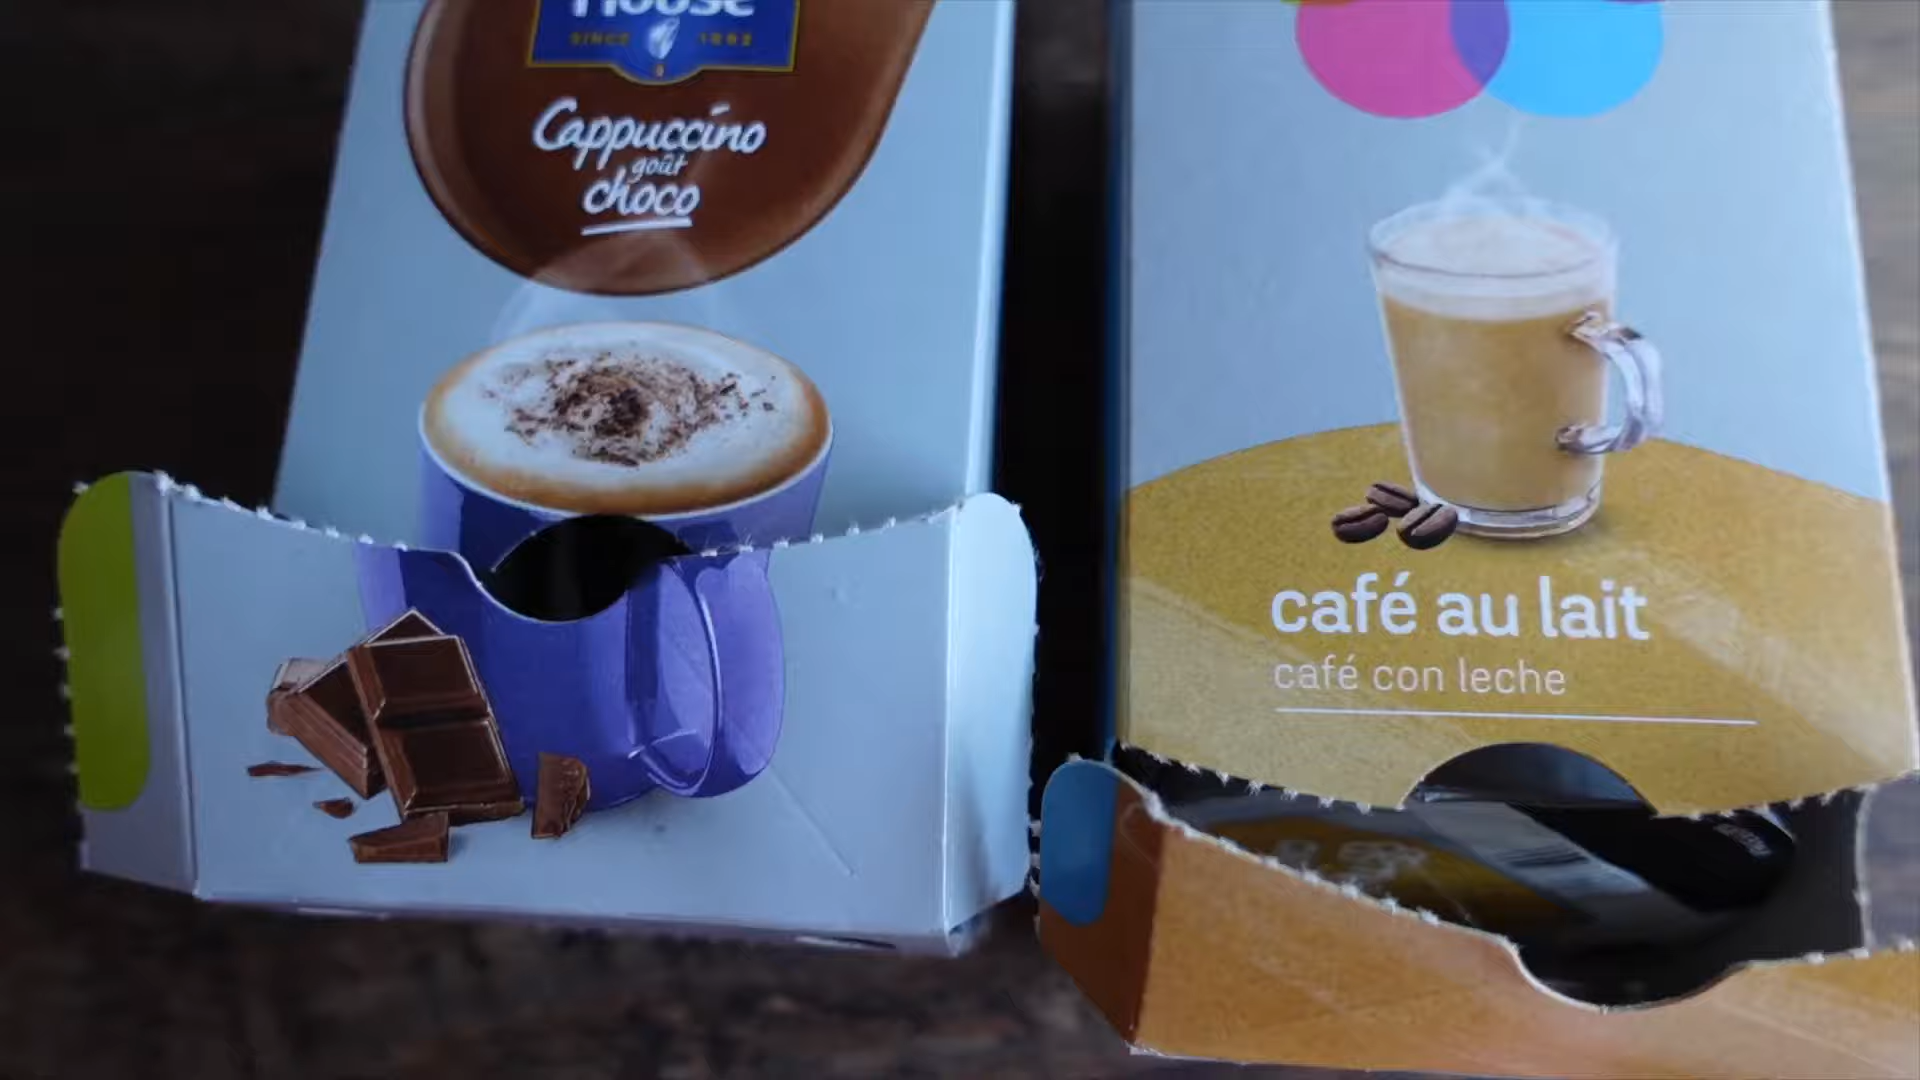 House
SINCE 1892
Cappuccino
goût
choco
café au lait
café con leche